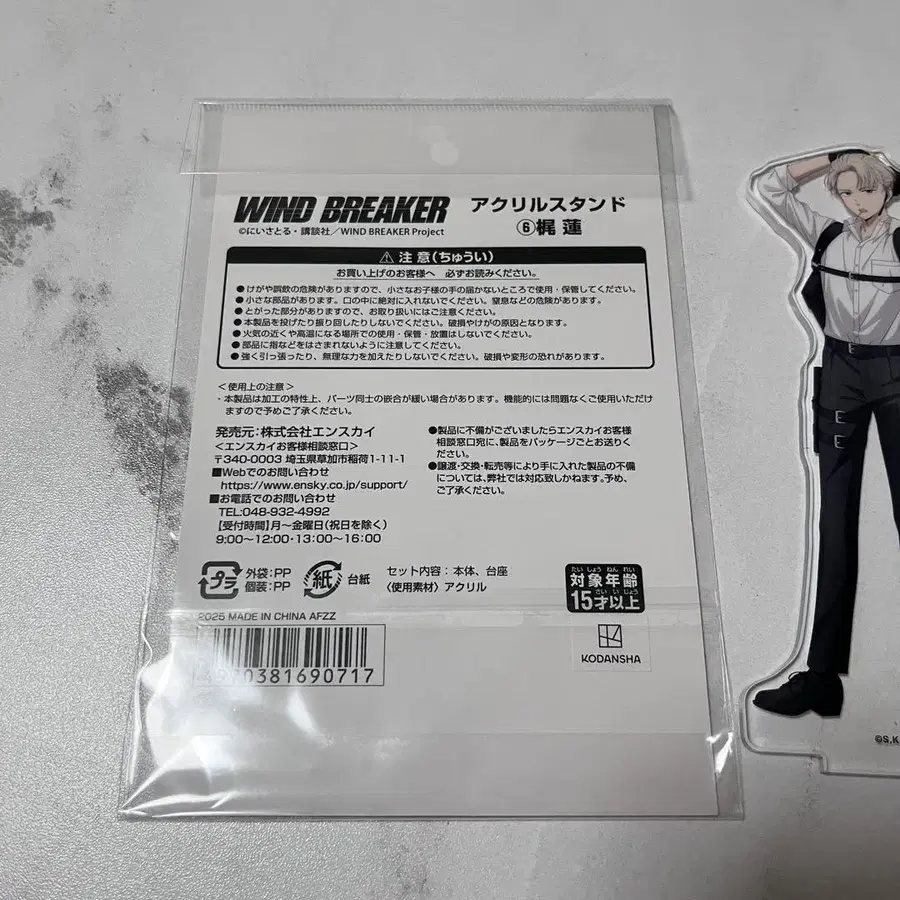 WIND BREAKER
©にいさとる・講談社／WIND BREAKER Project
アクリルスタンド
⑥梶 蓮
⚠ 注 意(ちゅうい)
お買い上げのお客様へ 必ずお読みください。
●けがや誤飲の危険がありますので、小さなお子様の手の届かないところで使用・保管してください。
●小さな部品があります。口の中に絶対に入れないでください。窒息などの危険があります。
●とがった部分がありますので、お取り扱いにはご注意ください。
●本製品を投げたり振り回したりしないでください。破損やけがの原因となります。
●火気の近くや高温になる場所での使用・保管・放置はしないでください。
●部品に指などをはさまれないように注意してください。
●強く引っ張ったり、無理な力を加えたりしないでください。破損や変形の恐れがあります。
＜使用上の注意＞
・本製品は加工の特性上、パーツ同士の嵌合が緩い場合があります。機能的には問題なくご使用いただけ
ますので予めご了承ください。
発売元：株式会社エンスカイ
＜エンスカイお客様相談窓口＞
〒340-0003 埼玉県草加市稲荷1-11-1
■Webでのお問い合わせ
https://www.ensky.co.jp/support/
■お電話でのお問い合わせ
TEL:048-932-4992
【受付時間】月〜金曜日(祝日を除く)
9:00〜12:00・13:00〜16:00
●製品に不備がございましたらエンスカイお客様
相談窓口宛に、製品をパッケージごとお送りく
ださい。
●譲渡・交換・転売等により手に入れた製品の不備
については、弊社では対応致しかねます。予め、
ご了承ください。
プラ
外袋：PP
個装：PP
紙
台紙
セット内容：本体、台座
〈使用素材〉アクリル
たい しょう ねん れい
対象年齢
さい い じょう
15才以上
2025 MADE IN CHINA AFZZ
4970381690717
KODANSHA
©S,K